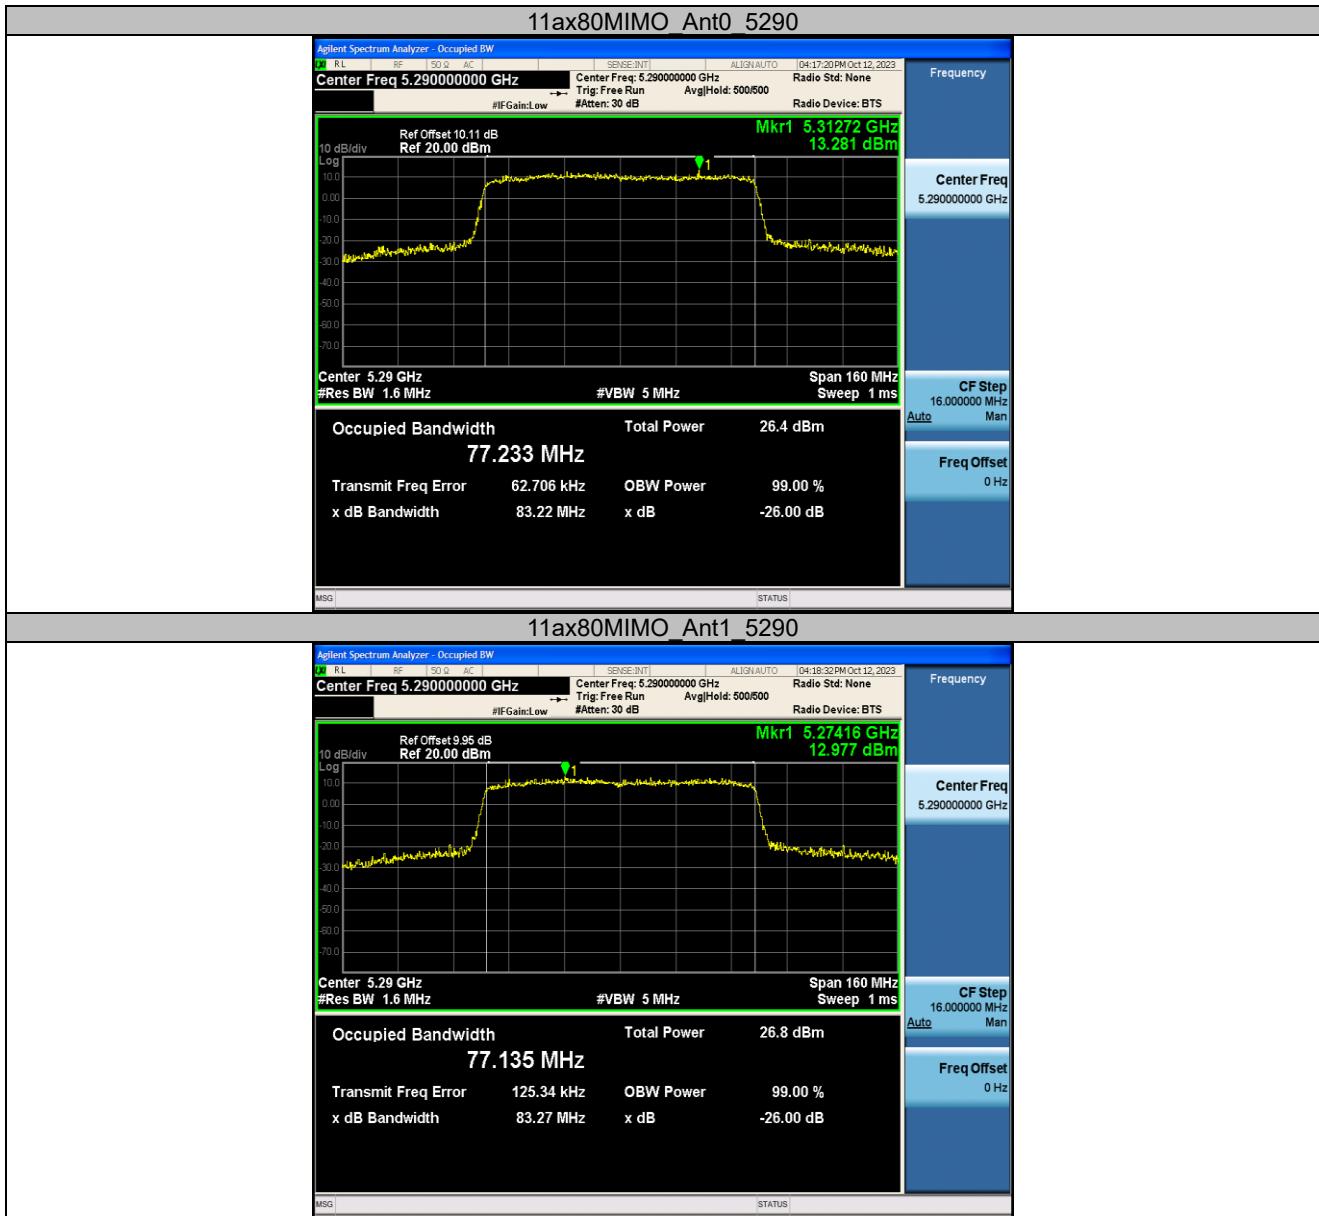 11ax80MIMO_Ant0_5290
Agilent Spectrum Analyzer - Occupied BW
RL RF 50 Ω AC SENSE:INT ALIGN AUTO 04:17:20 PM Oct 12, 2023
Center Freq 5.290000000 GHz
Center Freq: 5.290000000 GHz Radio Std: None
Trig: Free Run Avg|Hold: 500/500
#IFGain:Low #Atten: 30 dB Radio Device: BTS
Frequency
Mkr1 5.31272 GHz
13.281 dBm
Ref Offset 10.11 dB
10 dB/div Ref 20.00 dBm
Log
1
10.0
0.00
-10.0
-20.0
-30.0
-40.0
-50.0
-60.0
-70.0
Center 5.29 GHz Span 160 MHz
#Res BW 1.6 MHz #VBW 5 MHz Sweep 1 ms
Center Freq
5.290000000 GHz
CF Step
16.000000 MHz
Auto Man
Freq Offset
0 Hz
Occupied Bandwidth Total Power 26.4 dBm
77.233 MHz
Transmit Freq Error 62.706 kHz OBW Power 99.00 %
x dB Bandwidth 83.22 MHz x dB -26.00 dB
MSG STATUS
11ax80MIMO_Ant1_5290
Agilent Spectrum Analyzer - Occupied BW
RL RF 50 Ω AC SENSE:INT ALIGN AUTO 04:18:32 PM Oct 12, 2023
Center Freq 5.290000000 GHz
Center Freq: 5.290000000 GHz Radio Std: None
Trig: Free Run Avg|Hold: 500/500
#IFGain:Low #Atten: 30 dB Radio Device: BTS
Frequency
Mkr1 5.27416 GHz
12.977 dBm
Ref Offset 9.95 dB
10 dB/div Ref 20.00 dBm
Log
1
10.0
0.00
-10.0
-20.0
-30.0
-40.0
-50.0
-60.0
-70.0
Center 5.29 GHz Span 160 MHz
#Res BW 1.6 MHz #VBW 5 MHz Sweep 1 ms
Center Freq
5.290000000 GHz
CF Step
16.000000 MHz
Auto Man
Freq Offset
0 Hz
Occupied Bandwidth Total Power 26.8 dBm
77.135 MHz
Transmit Freq Error 125.34 kHz OBW Power 99.00 %
x dB Bandwidth 83.27 MHz x dB -26.00 dB
MSG STATUS